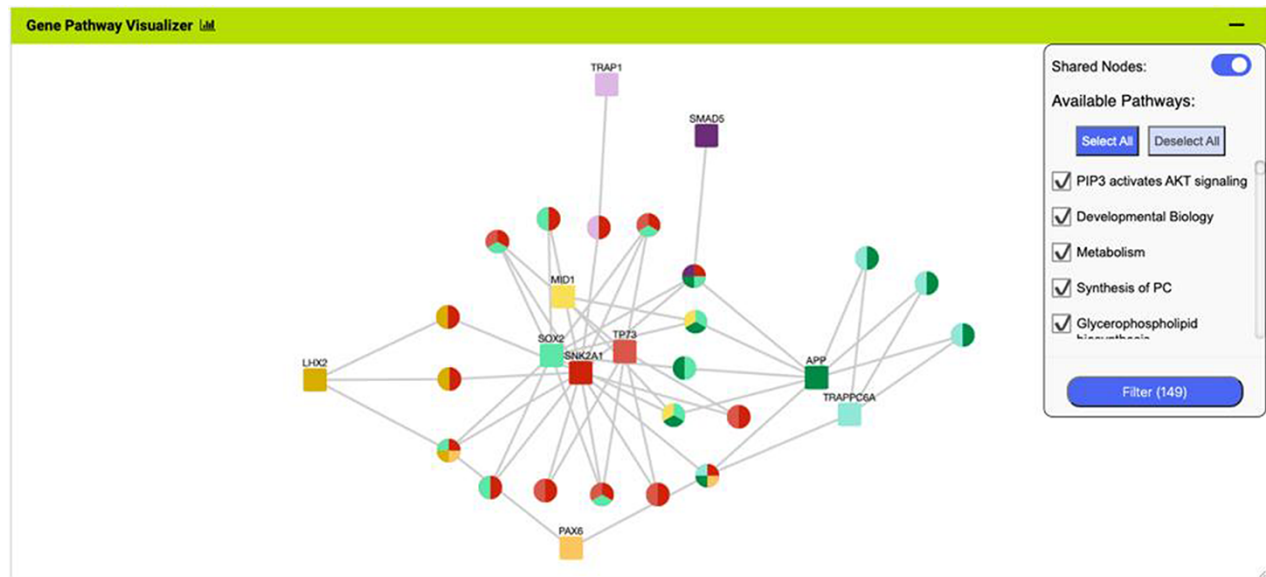 Gene Pathway Visualizer
TRAP1
SMAD5
MID1
SOX2
TP73
SNK2A1
LHX2
APP
TRAPPC6A
PAX6
Shared Nodes:
Available Pathways:
Select All
Deselect All
PIP3 activates AKT signaling
Developmental Biology
Metabolism
Synthesis of PC
Glycerophospholipid
biosynthesis
Filter (149)